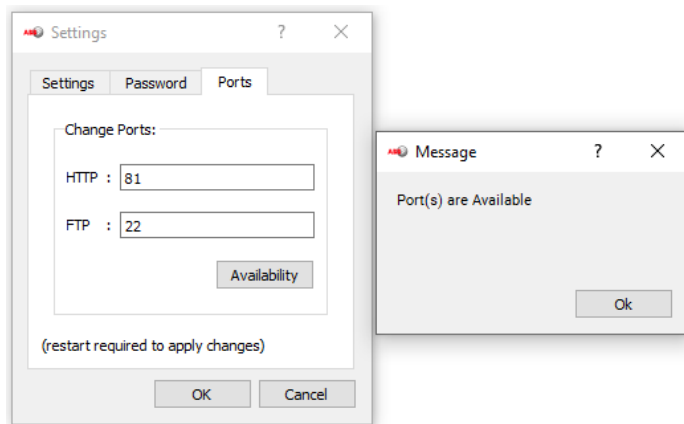 Settings
?
Settings Password Ports
Change Ports:
HTTP : 81
FTP : 22
Availability
(restart required to apply changes)
OK Cancel
Message
?
Port(s) are Available
Ok